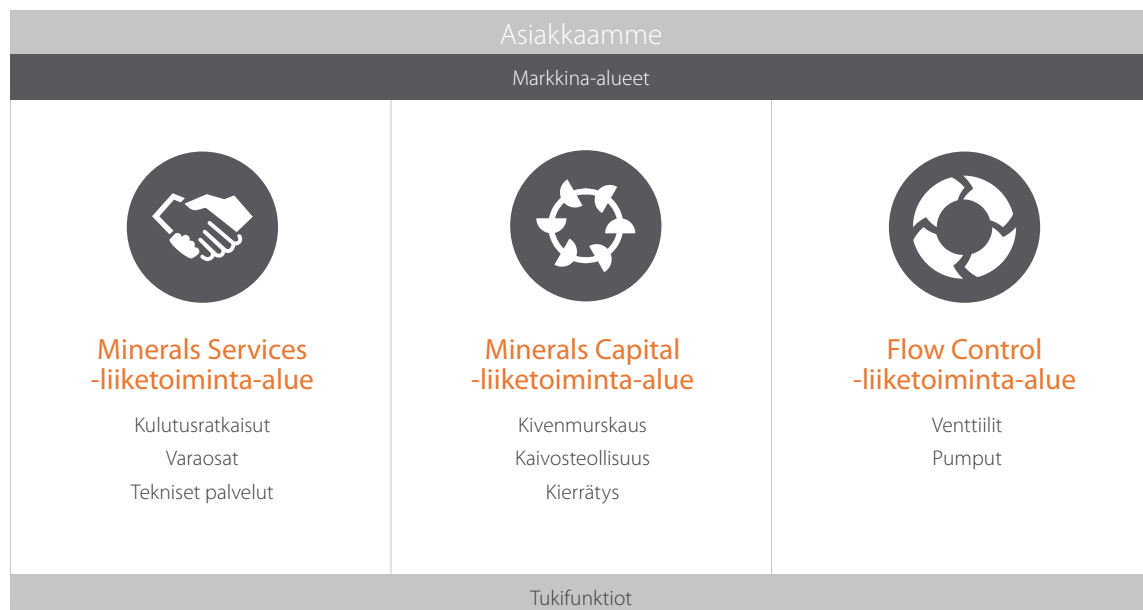 Asiakkaamme
Markkina-alueet
Minerals Services
-liiketoiminta-alue
Kulutusratkaisut
Varaosat
Tekniset palvelut
Minerals Capital
-liiketoiminta-alue
Kivenmurskaus
Kaivosteollisuus
Kierrätys
Flow Control
-liiketoiminta-alue
Venttiilit
Pumput
Tukifunktiot